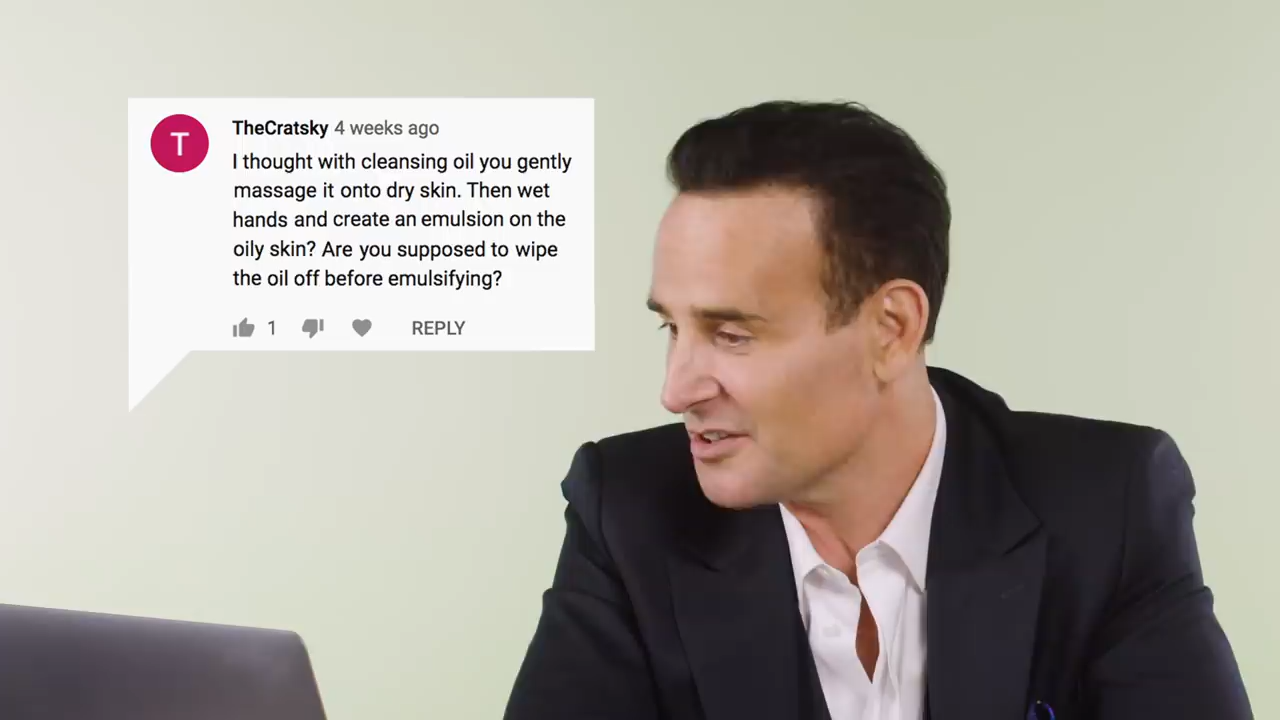 T
TheCratsky 4 weeks ago
I thought with cleansing oil you gently
massage it onto dry skin. Then wet
hands and create an emulsion on the
oily skin? Are you supposed to wipe
the oil off before emulsifying?
1 REPLY